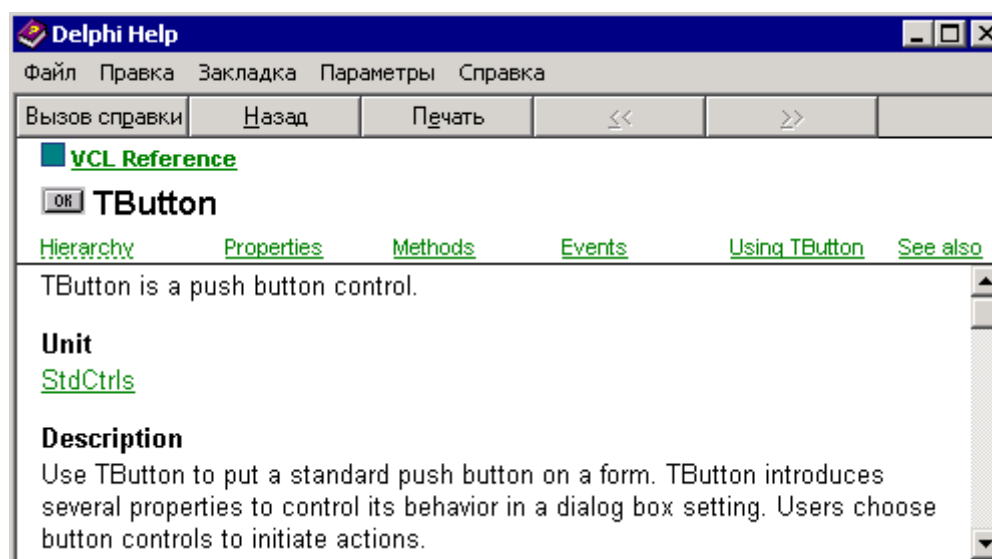 Delphi Help
Файл Правка Закладка Параметры Справка
Вызов справки Назад Печать << >>
VCL Reference
OK TButton
Hierarchy Properties Methods Events Using TButton See also
TButton is a push button control.
Unit
StdCtrls
Description
Use TButton to put a standard push button on a form. TButton introduces
several properties to control its behavior in a dialog box setting. Users choose
button controls to initiate actions.